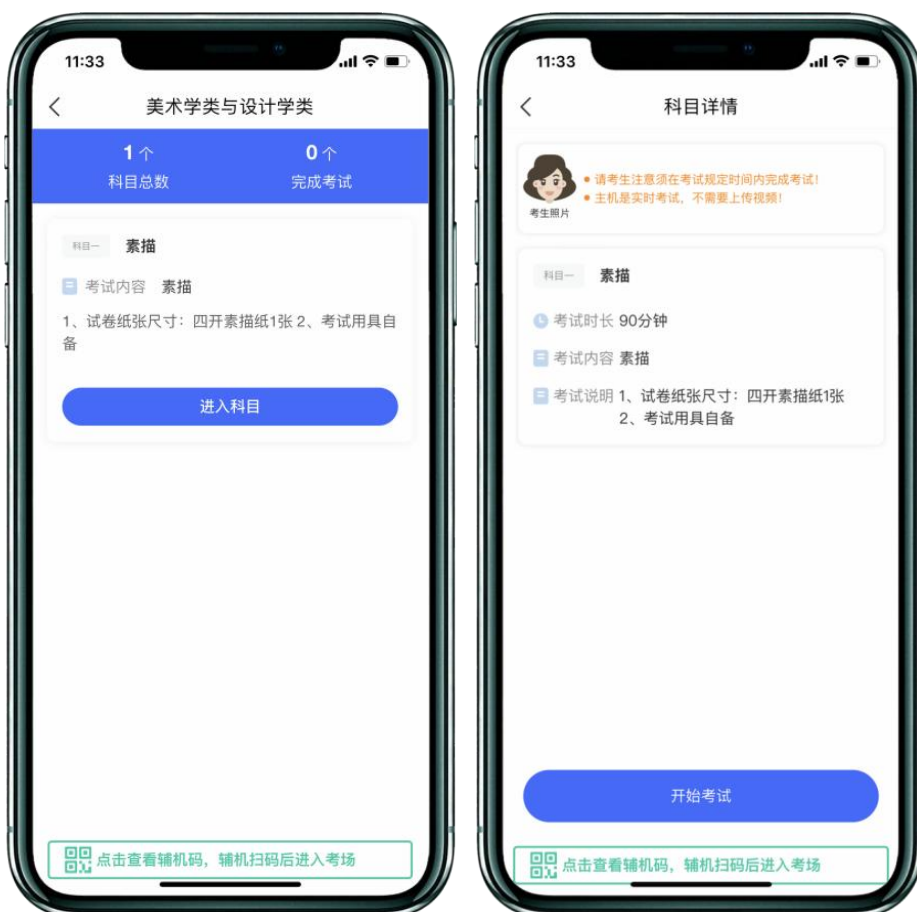 11:33
美术学类与设计学类
1个
0个
科目总数
完成考试
科目一 素描
考试内容 素描
1、试卷纸张尺寸：四开素描纸1张 2、考试用具自
备
进入科目
点击查看辅机码，辅机扫码后进入考场
11:33
科目详情
请考生注意须在考试规定时间内完成考试！
主机是实时考试，不需要上传视频！
考生照片
科目一 素描
考试时长 90分钟
考试内容 素描
考试说明 1、试卷纸张尺寸：四开素描纸1张
2、考试用具自备
开始考试
点击查看辅机码，辅机扫码后进入考场